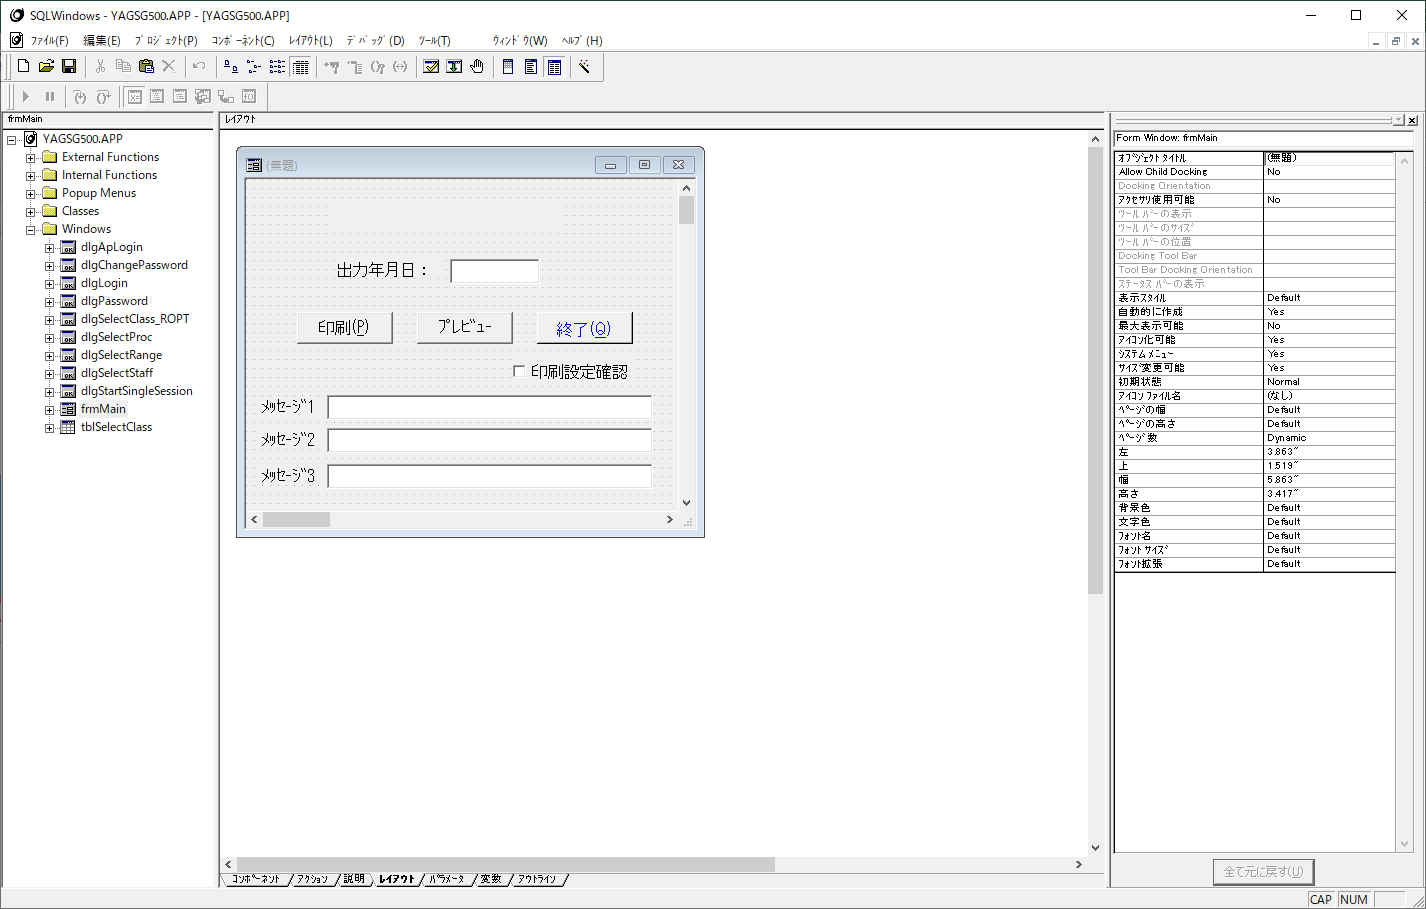 SQLWindows - YAGSG500.APP - [YAGSG500.APP]
ﾌｧｲﾙ(F) 編集(E) ﾌﾟﾛｼﾞｪｸﾄ(P) ｺﾝﾎﾟｰﾈﾝﾄ(C) ﾚｲｱｳﾄ(L) ﾃﾞﾊﾞｯｸﾞ(D) ﾂｰﾙ(T) ｳｨﾝﾄﾞｳ(W) ﾍﾙﾌﾟ(H)
frmMain
YAGSG500.APP
External Functions
Internal Functions
Popup Menus
Classes
Windows
dlgApLogin
dlgChangePassword
dlgLogin
dlgPassword
dlgSelectClass_ROPT
dlgSelectProc
dlgSelectRange
dlgSelectStaff
dlgStartSingleSession
frmMain
tblSelectClass
ﾚｲｱｳﾄ
(無題)
出力年月日：
印刷(P) ﾌﾟﾚﾋﾞｭｰ 終了(Q)
印刷設定確認
ﾒｯｾｰｼﾞ1
ﾒｯｾｰｼﾞ2
ﾒｯｾｰｼﾞ3
ｺﾝﾎﾟｰﾈﾝﾄ ｱｸｼｮﾝ 説明 ﾚｲｱｳﾄ ﾊﾟﾗﾒｰﾀ 変数 ｱｳﾄﾗｲﾝ
Form Window: frmMain
ｵﾌﾞｼﾞｪｸﾄ ﾀｲﾄﾙ (無題)
Allow Child Docking No
Docking Orientation
ｱｸｾｻﾘ使用可能 No
ﾂｰﾙ ﾊﾞｰの表示
ﾂｰﾙ ﾊﾞｰのｻｲｽﾞ
ﾂｰﾙ ﾊﾞｰの位置
Docking Tool Bar
Tool Bar Docking Orientation
ｽﾃｰﾀｽ ﾊﾞｰの表示
表示ｽﾀｲﾙ Default
自動的に作成 Yes
最大表示可能 No
ｱｲｺﾝ化可能 Yes
ｼｽﾃﾑ ﾒﾆｭｰ Yes
ｻｲｽﾞ変更可能 Yes
初期状態 Normal
ｱｲｺﾝ ﾌｧｲﾙ名 (なし)
ﾍﾟｰｼﾞの幅 Default
ﾍﾟｰｼﾞの高さ Default
ﾍﾟｰｼﾞ数 Dynamic
左 3.863"
上 1.519"
幅 5.863"
高さ 3.417"
背景色 Default
文字色 Default
ﾌｫﾝﾄ名 Default
ﾌｫﾝﾄ ｻｲｽﾞ Default
ﾌｫﾝﾄ拡張 Default
全て元に戻す(U)
CAP NUM